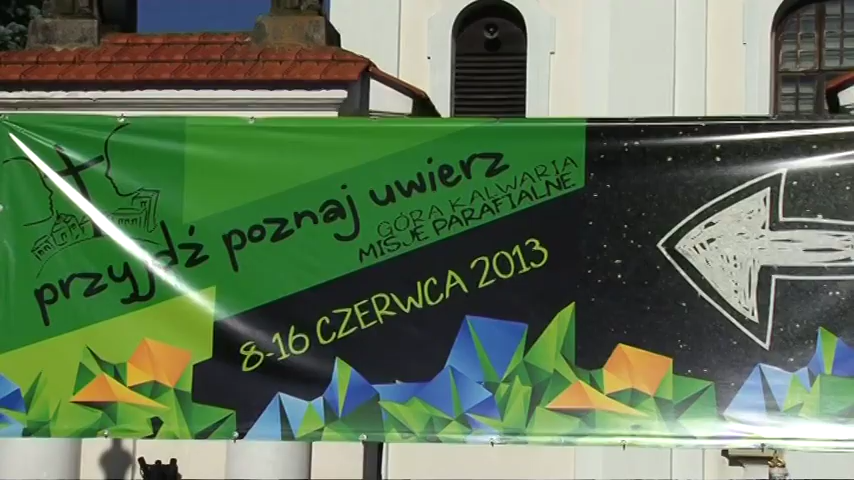 przyjdź poznaj uwierz
GÓRA KALWARIA
MISJE PARAFIALNE
8-16 CZERWCA 2013